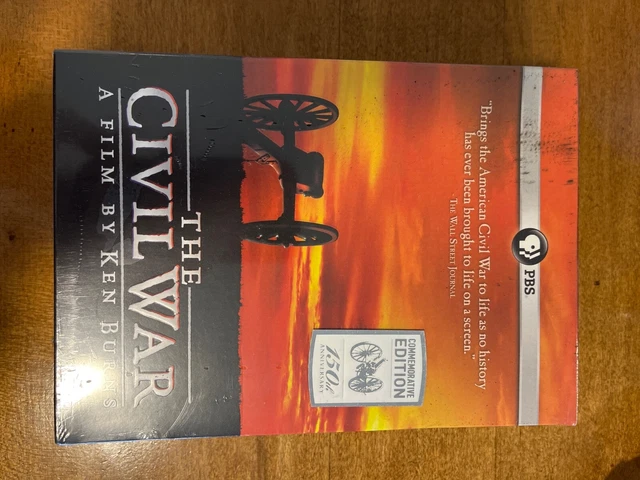 PBS
"Brings the American Civil War to life as no history
has ever been brought to life on a screen."
THE WALL STREET JOURNAL
COMMEMORATIVE
EDITION
150th
ANNIVERSARY
THE
CIVIL WAR
A FILM BY KEN BURNS